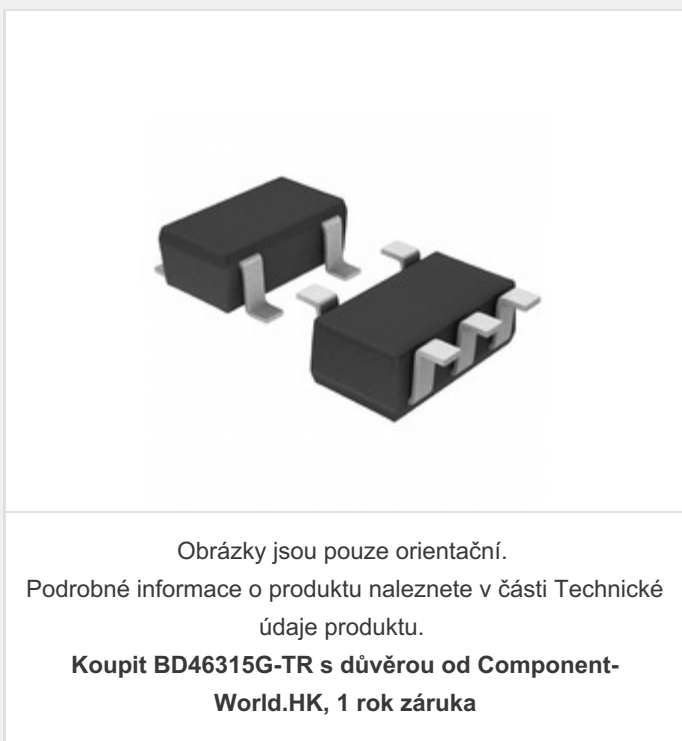 Obrázky jsou pouze orientační.
Podrobné informace o produktu naleznete v části Technické
údaje produktu.
Koupit BD46315G-TR s důvěrou od Component-
World.HK, 1 rok záruka